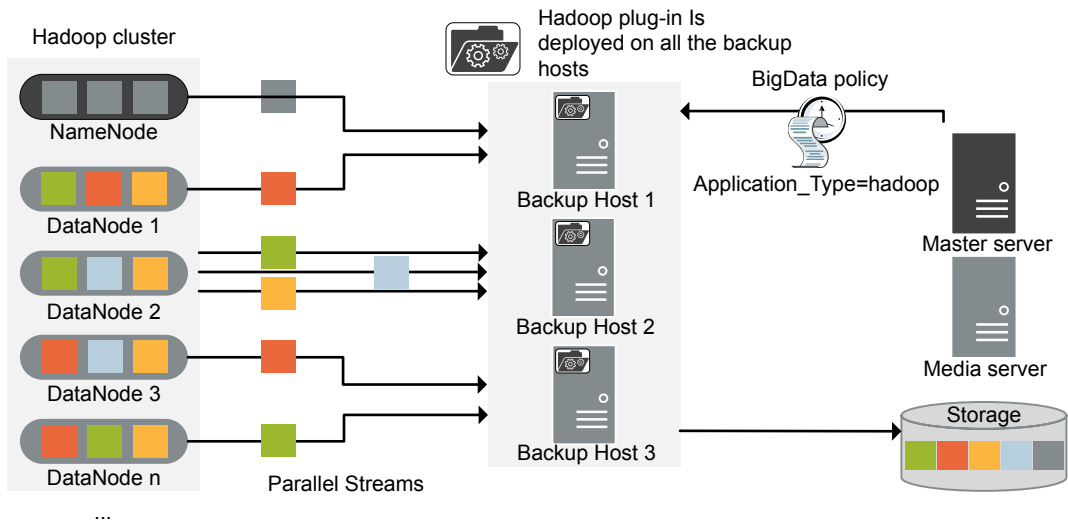 Hadoop cluster
Hadoop plug-in Is
deployed on all the backup
hosts
BigData policy
NameNode
DataNode 1
DataNode 2
DataNode 3
DataNode n
...
Parallel Streams
Backup Host 1
Backup Host 2
Backup Host 3
Application_Type=hadoop
Master server
Media server
Storage